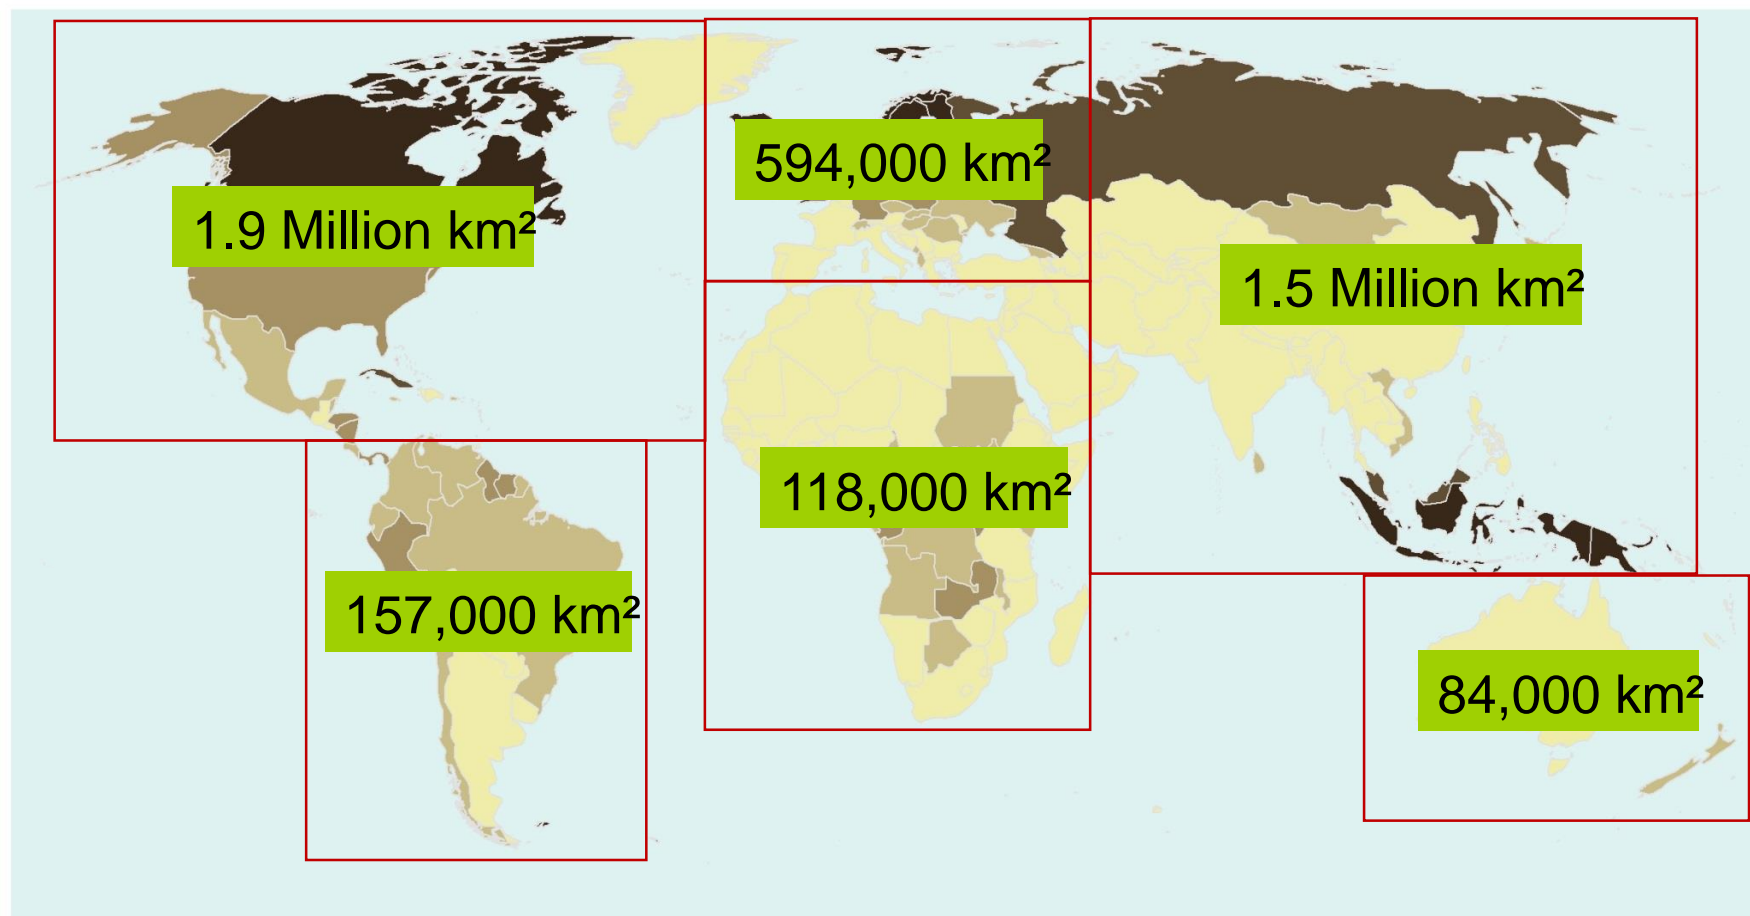 594,000 km²
1.9 Million km²
1.5 Million km²
118,000 km²
157,000 km²
84,000 km²